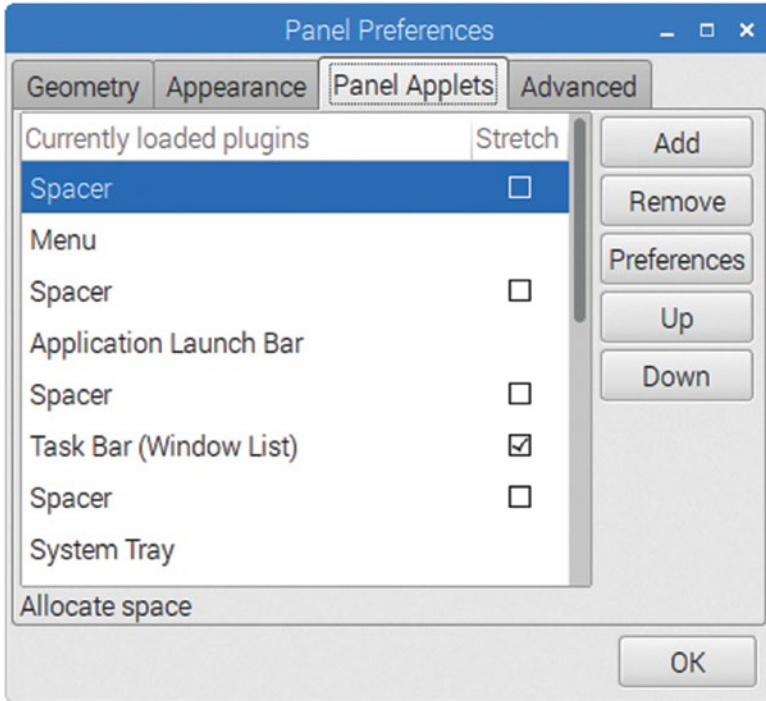 Panel Preferences
Geometry Appearance Panel Applets Advanced
Currently loaded plugins Stretch
Spacer
Menu
Spacer
Application Launch Bar
Spacer
Task Bar (Window List)
Spacer
System Tray
Allocate space
Add
Remove
Preferences
Up
Down
OK